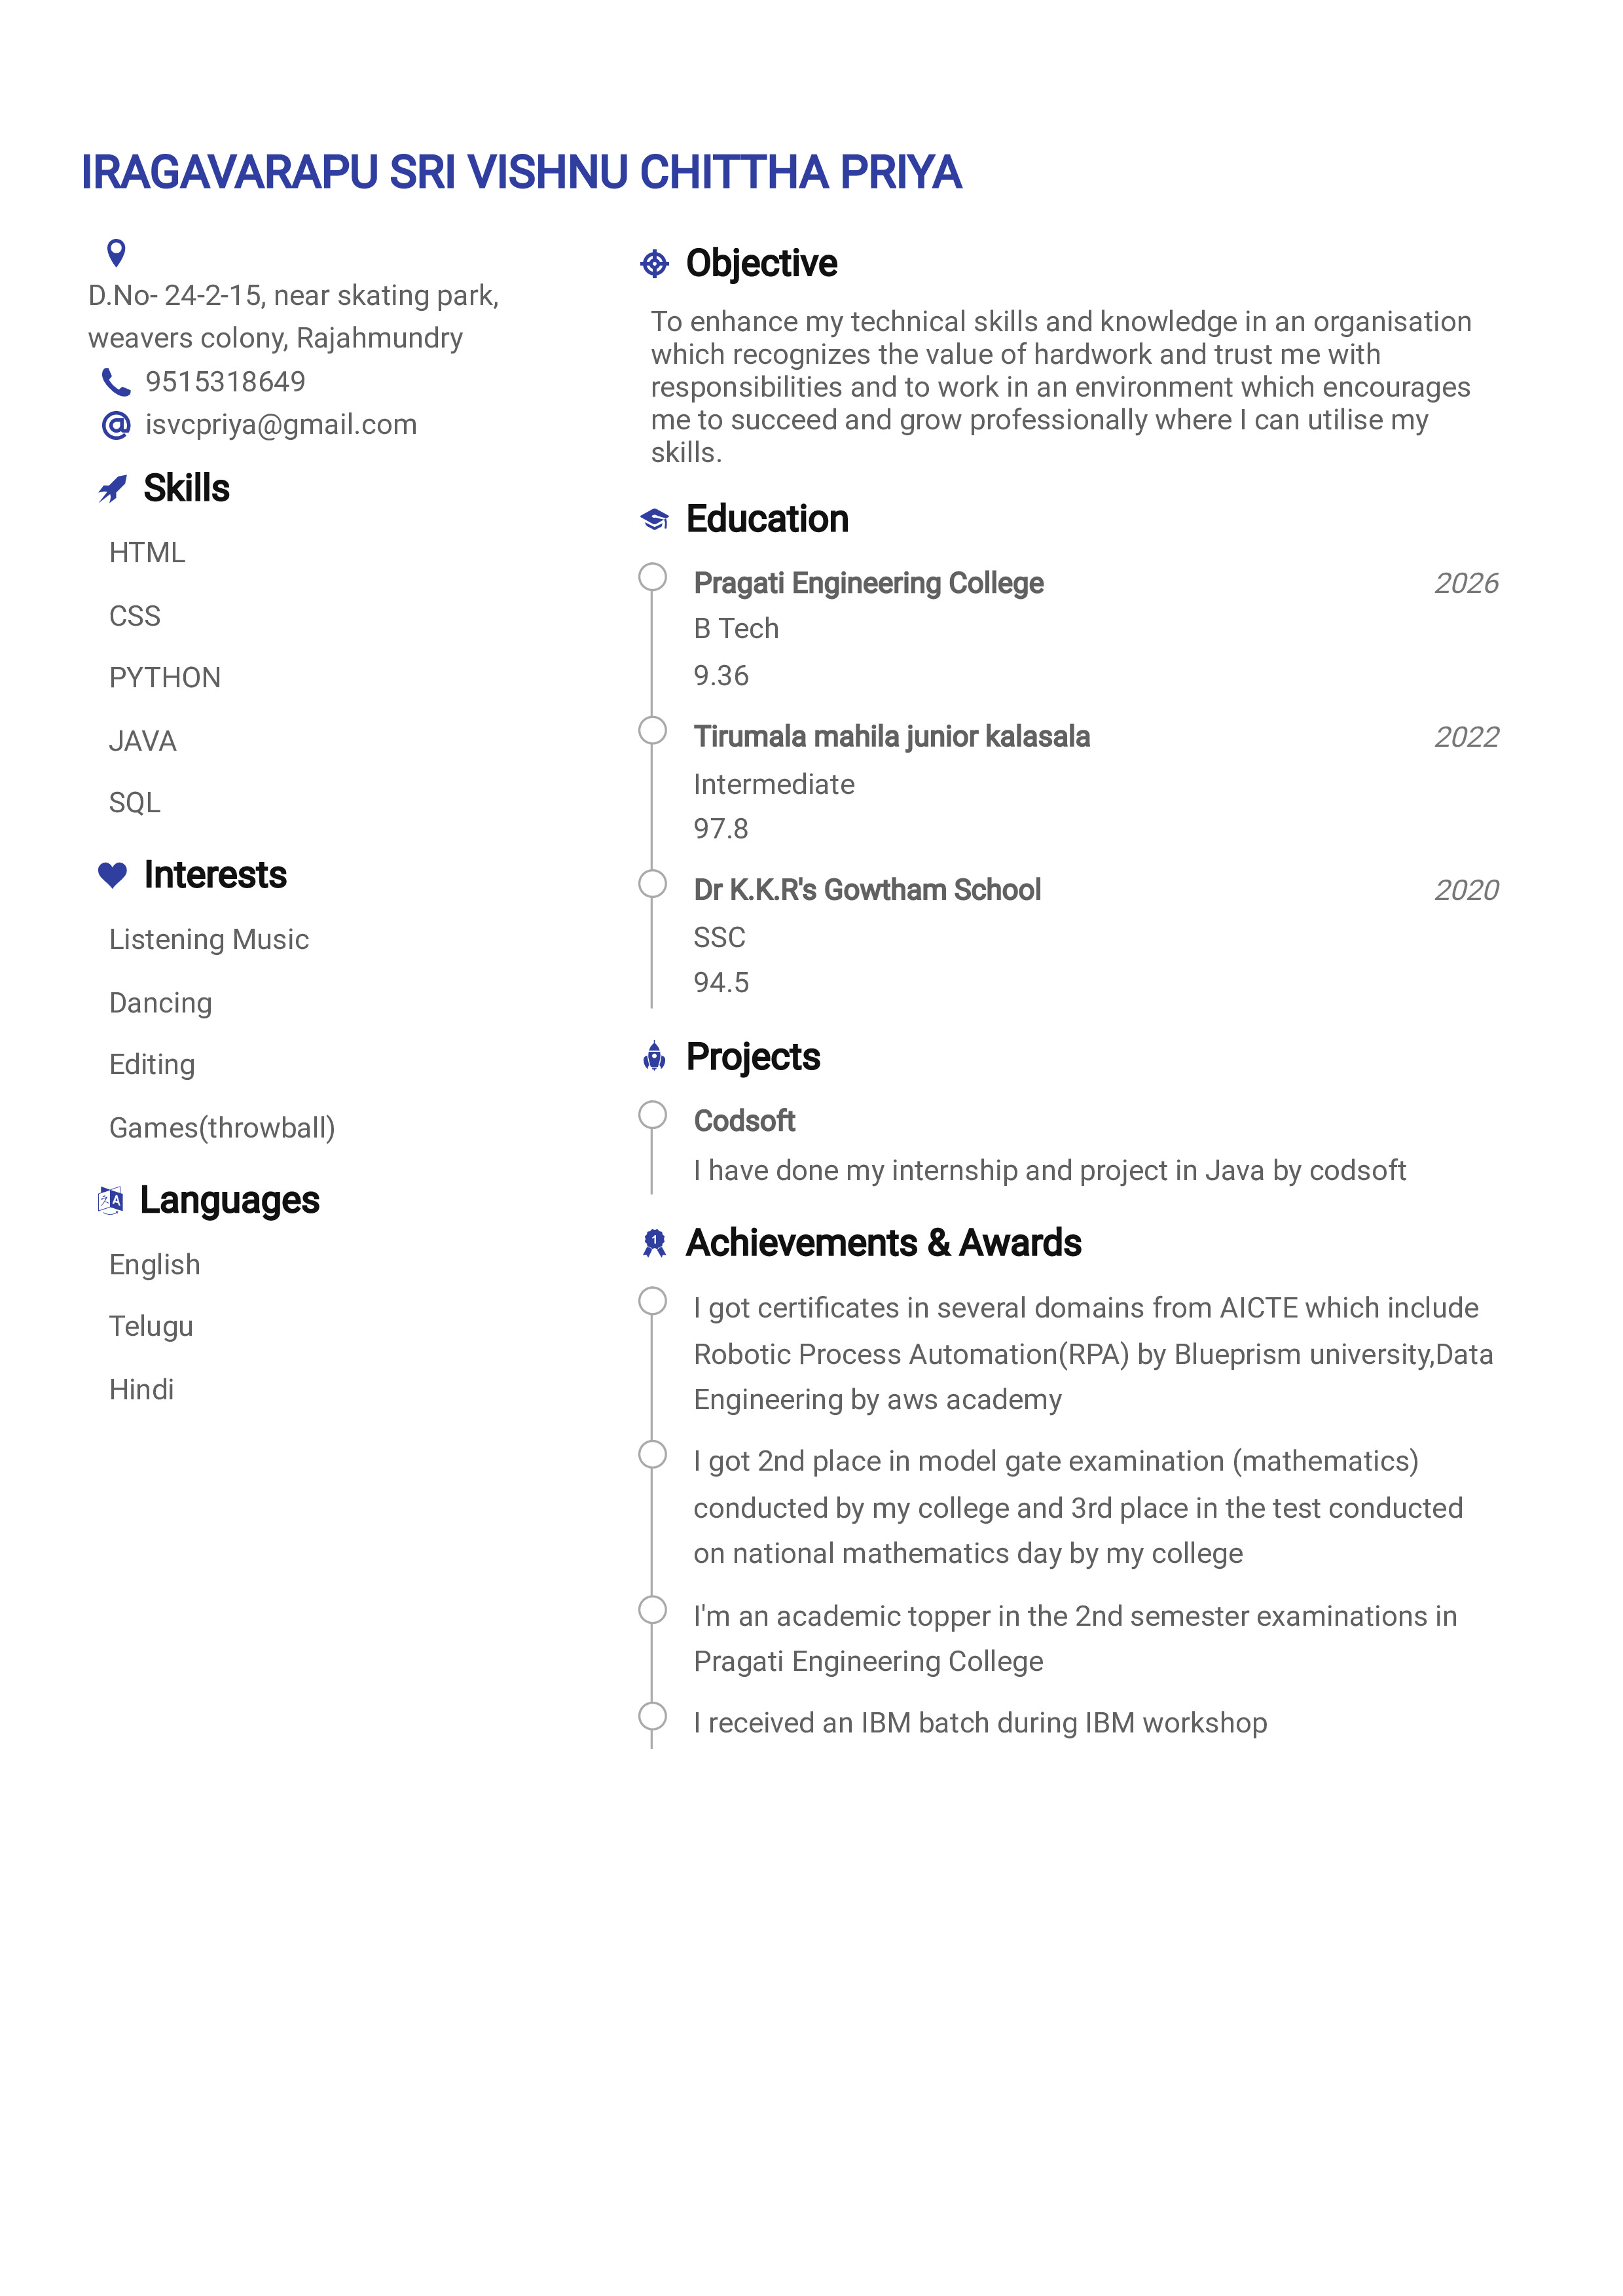 IRAGAVARAPU SRI VISHNU CHITTHA PRIYA
D.No- 24-2-15, near skating park,
weavers colony, Rajahmundry
9515318649
isvcpriya@gmail.com
Skills
HTML
CSS
PYTHON
JAVA
SQL
Interests
Listening Music
Dancing
Editing
Games(throwball)
Languages
English
Telugu
Hindi
Objective
To enhance my technical skills and knowledge in an organisation
which recognizes the value of hardwork and trust me with
responsibilities and to work in an environment which encourages
me to succeed and grow professionally where I can utilise my
skills.
Education
Pragati Engineering College 2026
B Tech
9.36
Tirumala mahila junior kalasala 2022
Intermediate
97.8
Dr K.K.R's Gowtham School 2020
SSC
94.5
Projects
Codsoft
I have done my internship and project in Java by codsoft
Achievements & Awards
I got certificates in several domains from AICTE which include
Robotic Process Automation(RPA) by Blueprism university,Data
Engineering by aws academy
I got 2nd place in model gate examination (mathematics)
conducted by my college and 3rd place in the test conducted
on national mathematics day by my college
I'm an academic topper in the 2nd semester examinations in
Pragati Engineering College
I received an IBM batch during IBM workshop